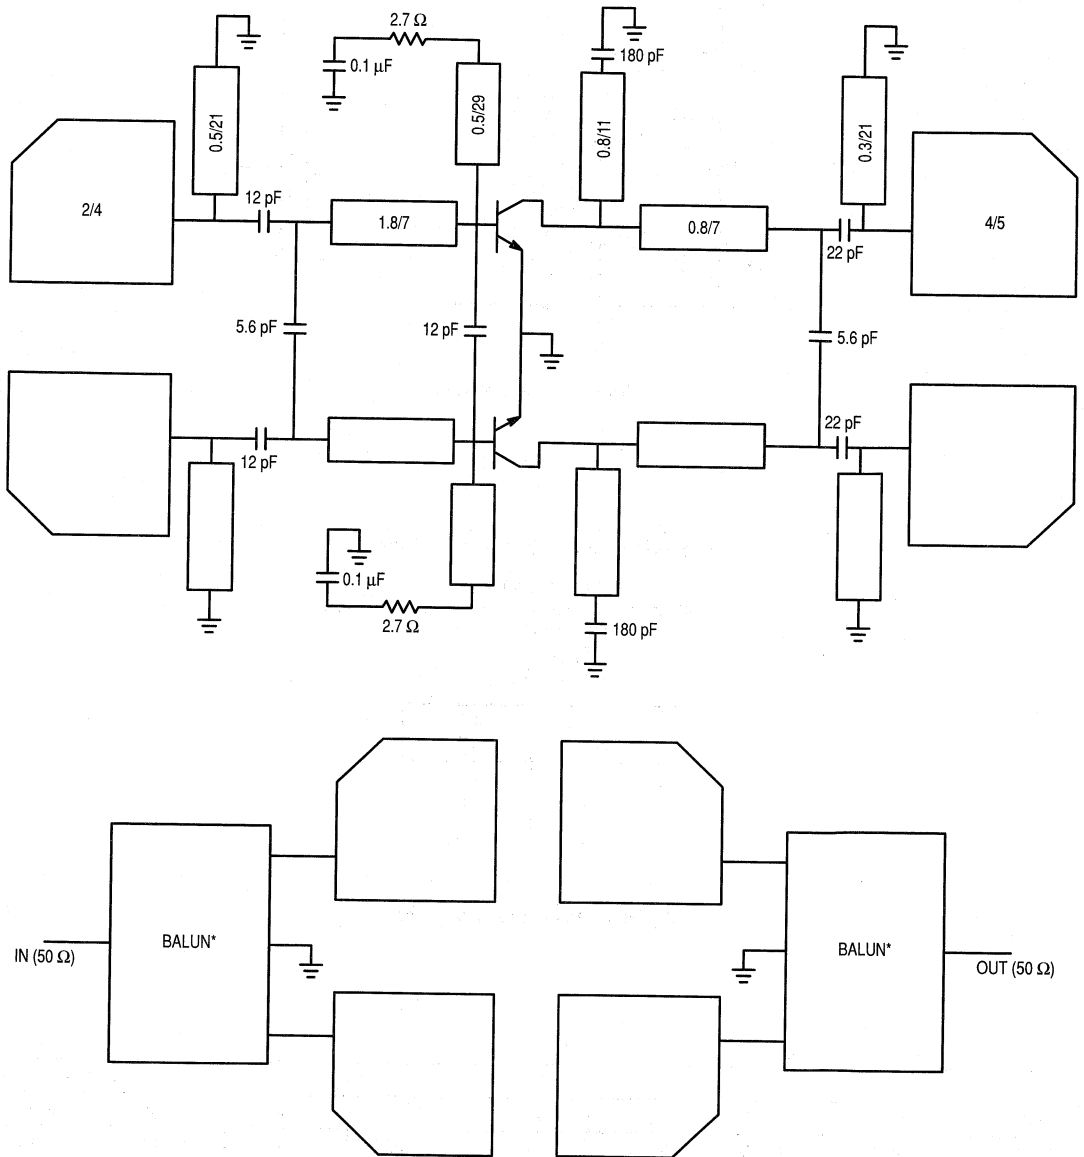 2.7 Ω
0.1 μF
180 pF
0.5/21
0.5/29
0.8/11
0.3/21
2/4
12 pF
1.8/7
0.8/7
22 pF
4/5
5.6 pF
12 pF
5.6 pF
12 pF
22 pF
0.1 μF
2.7 Ω
180 pF
BALUN*
BALUN*
IN (50 Ω)
OUT (50 Ω)